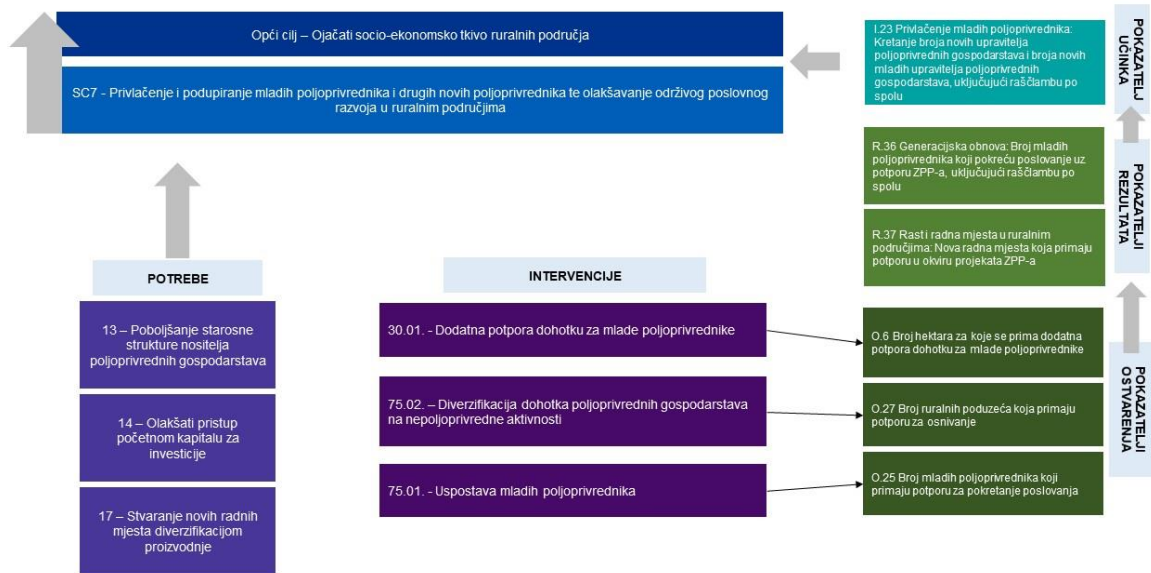 Opći cilj – Ojačati socio-ekonomsko tkivo ruralnih područja
SC7 - Privlačenje i podupiranje mladih poljoprivrednika i drugih novih poljoprivrednika te olakšavanje održivog poslovnog
razvoja u ruralnim područjima
I.23 Privlačenje mladih poljoprivrednika:
Kretanje broja novih upravitelja
poljoprivrednih gospodarstava i broja novih
mladih upravitelja poljoprivrednih
gospodarstava, uključujući raščlambu po
spolu
POKAZATELJ
UČINKA
R.36 Generacijska obnova: Broj mladih
poljoprivrednika koji pokreću poslovanje uz
potporu ZPP-a, uključujući raščlambu po
spolu
R.37 Rast i radna mjesta u ruralnim
područjima: Nova radna mjesta koja primaju
potporu u okviru projekata ZPP-a
POKAZATELJI
REZULTATA
POTREBE
13 – Poboljšanje starosne
strukture nositelja
poljoprivrednih gospodarstava
14 – Olakšati pristup
početnom kapitalu za
investicije
17 – Stvaranje novih radnih
mjesta diverzifikacijom
proizvodnje
INTERVENCIJE
30.01. - Dodatna potpora dohotku za mlade poljoprivrednike
75.02. – Diverzifikacija dohotka poljoprivrednih gospodarstava
na nepoljoprivredne aktivnosti
75.01. - Uspostava mladih poljoprivrednika
O.6 Broj hektara za koje se prima dodatna
potpora dohotku za mlade poljoprivrednike
O.27 Broj ruralnih poduzeća koja primaju
potporu za osnivanje
O.25 Broj mladih poljoprivrednika koji
primaju potporu za pokretanje poslovanja
POKAZATELJI
OSTVARENJA